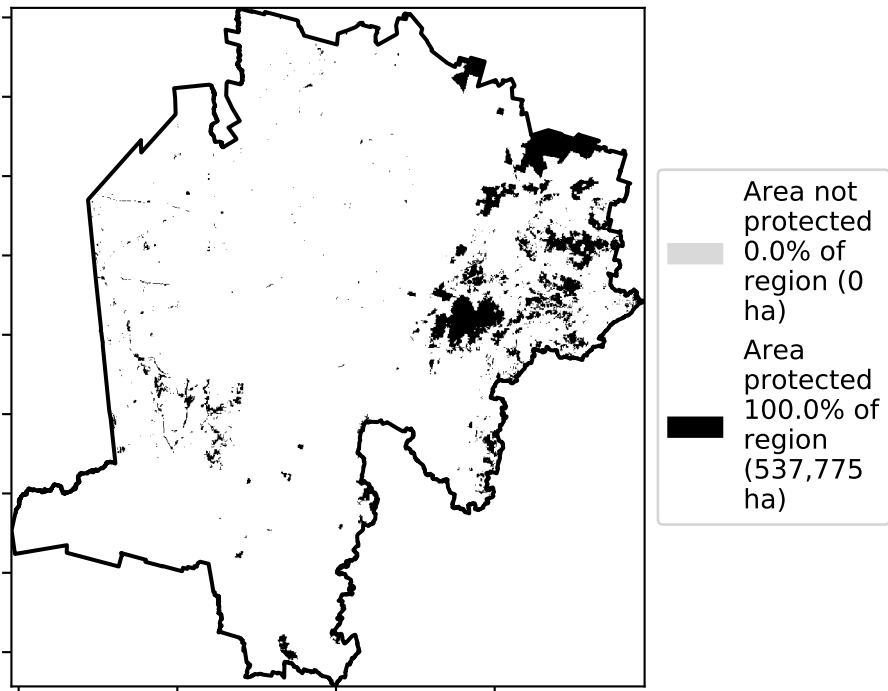 Area not
protected
0.0% of
region (0
ha)
Area
protected
100.0% of
region
(537,775
ha)